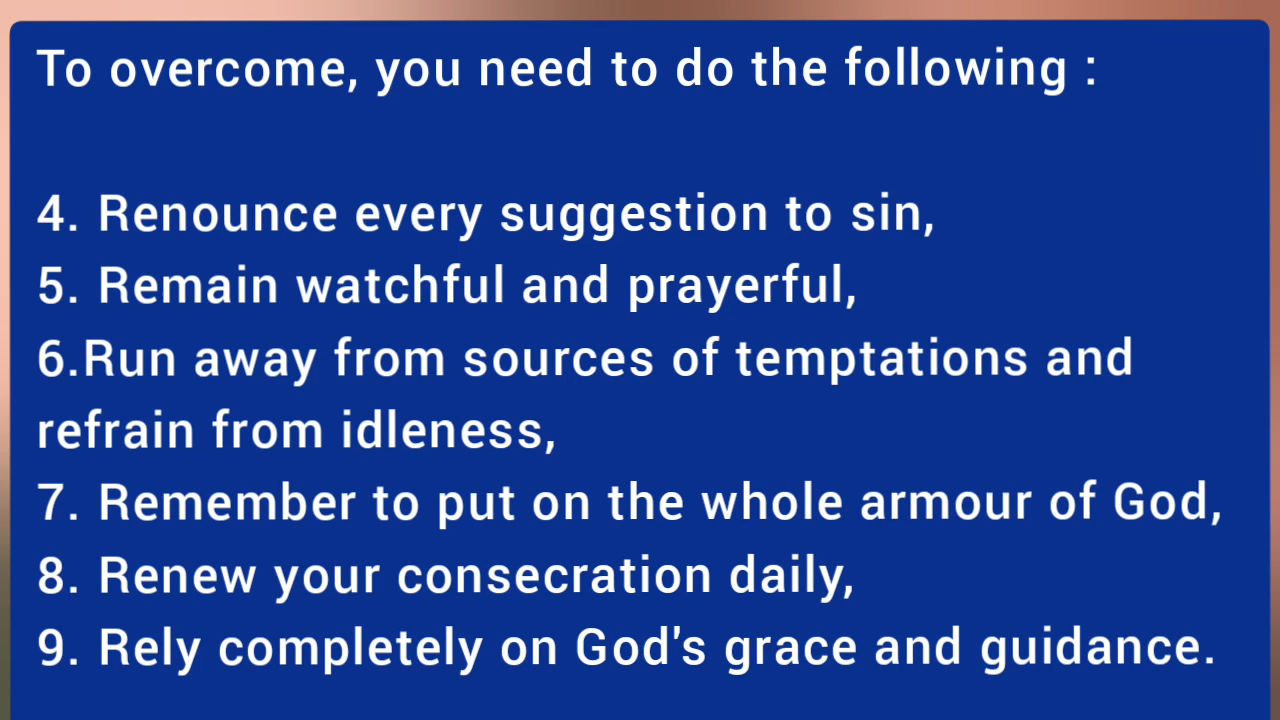 To overcome, you need to do the following :
4. Renounce every suggestion to sin,
5. Remain watchful and prayerful,
6.Run away from sources of temptations and
refrain from idleness,
7. Remember to put on the whole armour of God,
8. Renew your consecration daily,
9. Rely completely on God's grace and guidance.